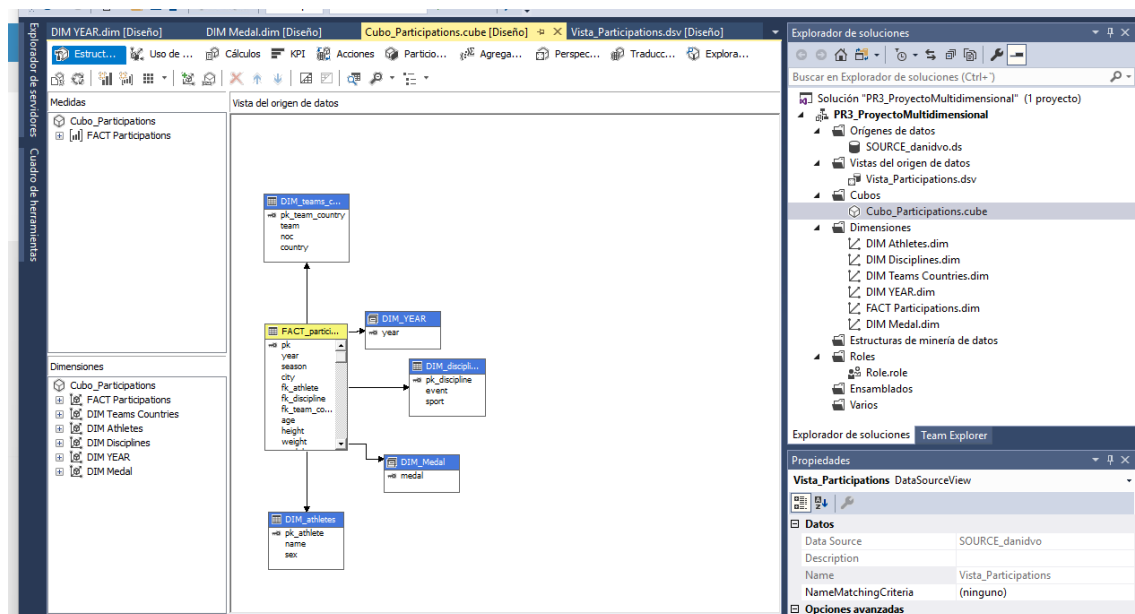 DIM YEAR.dim [Diseño]
DIM Medal.dim [Diseño]
Cubo_Participations.cube [Diseño]
Vista_Participations.dsv [Diseño]
Explorador de servidores
Cuadro de herramientas
Estruct...
Uso de ...
Cálculos
KPI
Acciones
Particio...
Agrega...
Perspec...
Traducc...
Explora...
Medidas
Cubo_Participations
FACT Participations
Vista del origen de datos
DIM_teams_c...
pk_team_country
team
noc
country
FACT_partici...
pk
year
season
city
fk_athlete
fk_discipline
fk_team_co...
age
height
weight
DIM_YEAR
year
DIM_discipli...
pk_discipline
event
sport
DIM_Medal
medal
DIM_athletes
pk_athlete
name
sex
Dimensiones
Cubo_Participations
FACT Participations
DIM Teams Countries
DIM Athletes
DIM Disciplines
DIM YEAR
DIM Medal
Explorador de soluciones
Buscar en Explorador de soluciones (Ctrl+¨)
Solución "PR3_ProyectoMultidimensional" (1 proyecto)
PR3_ProyectoMultidimensional
Orígenes de datos
SOURCE_danidvo.ds
Vistas del origen de datos
Vista_Participations.dsv
Cubos
Cubo_Participations.cube
Dimensiones
DIM Athletes.dim
DIM Disciplines.dim
DIM Teams Countries.dim
DIM YEAR.dim
FACT Participations.dim
DIM Medal.dim
Estructuras de minería de datos
Roles
Role.role
Ensamblados
Varios
Explorador de soluciones
Team Explorer
Propiedades
Vista_Participations DataSourceView
Datos
Data Source SOURCE_danidvo
Description
Name Vista_Participations
NameMatchingCriteria (ninguno)
Opciones avanzadas